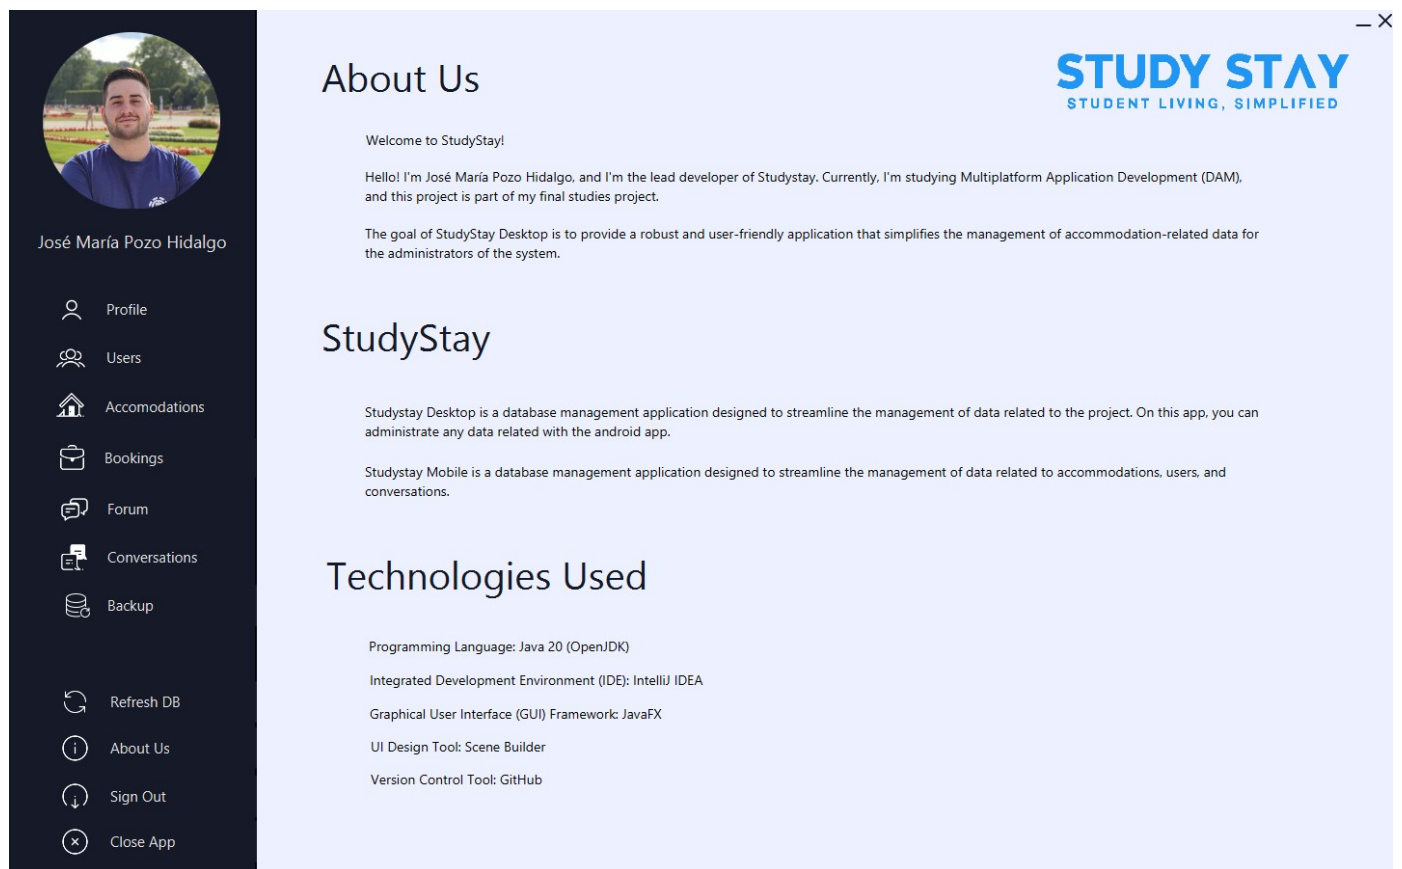 José María Pozo Hidalgo
Profile
Users
Accomodations
Bookings
Forum
Conversations
Backup
Refresh DB
About Us
Sign Out
Close App
STUDY STAY
STUDENT LIVING, SIMPLIFIED
About Us
Welcome to StudyStay!
Hello! I'm José María Pozo Hidalgo, and I'm the lead developer of Studystay. Currently, I'm studying Multiplatform Application Development (DAM),
and this project is part of my final studies project.
The goal of StudyStay Desktop is to provide a robust and user-friendly application that simplifies the management of accommodation-related data for
the administrators of the system.
StudyStay
Studystay Desktop is a database management application designed to streamline the management of data related to the project. On this app, you can
administrate any data related with the android app.
Studystay Mobile is a database management application designed to streamline the management of data related to accommodations, users, and
conversations.
Technologies Used
Programming Language: Java 20 (OpenJDK)
Integrated Development Environment (IDE): IntelliJ IDEA
Graphical User Interface (GUI) Framework: JavaFX
UI Design Tool: Scene Builder
Version Control Tool: GitHub